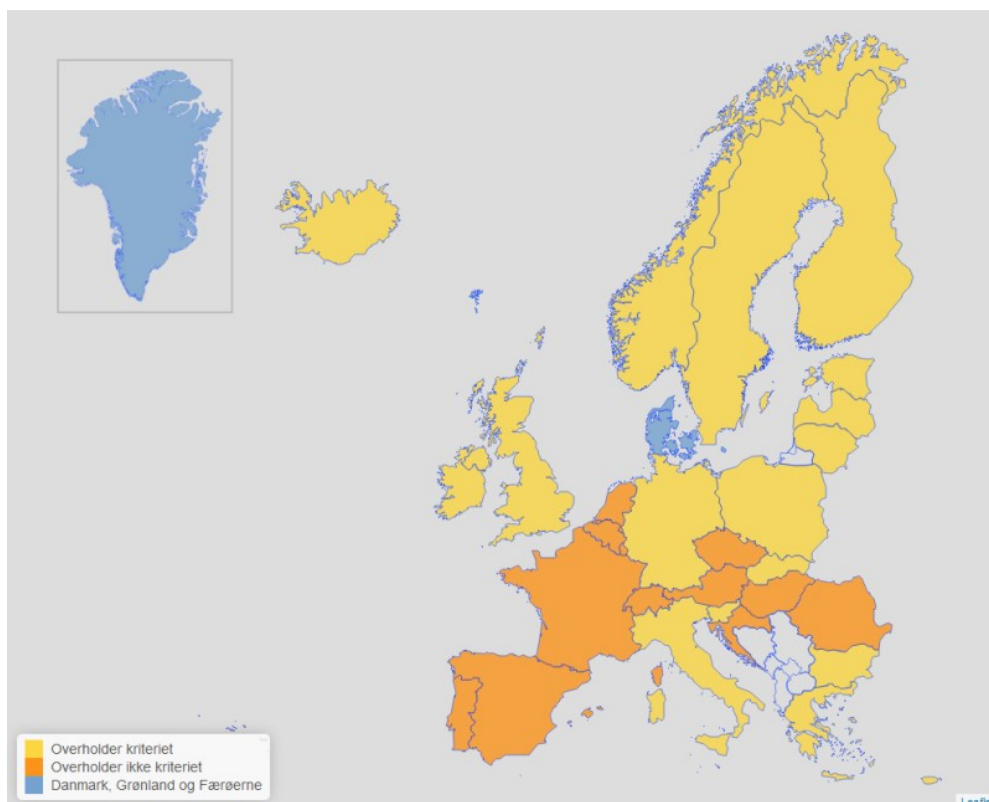 Overholder kriteriet
Overholder ikke kriteriet
Danmark, Grønland og Færøerne